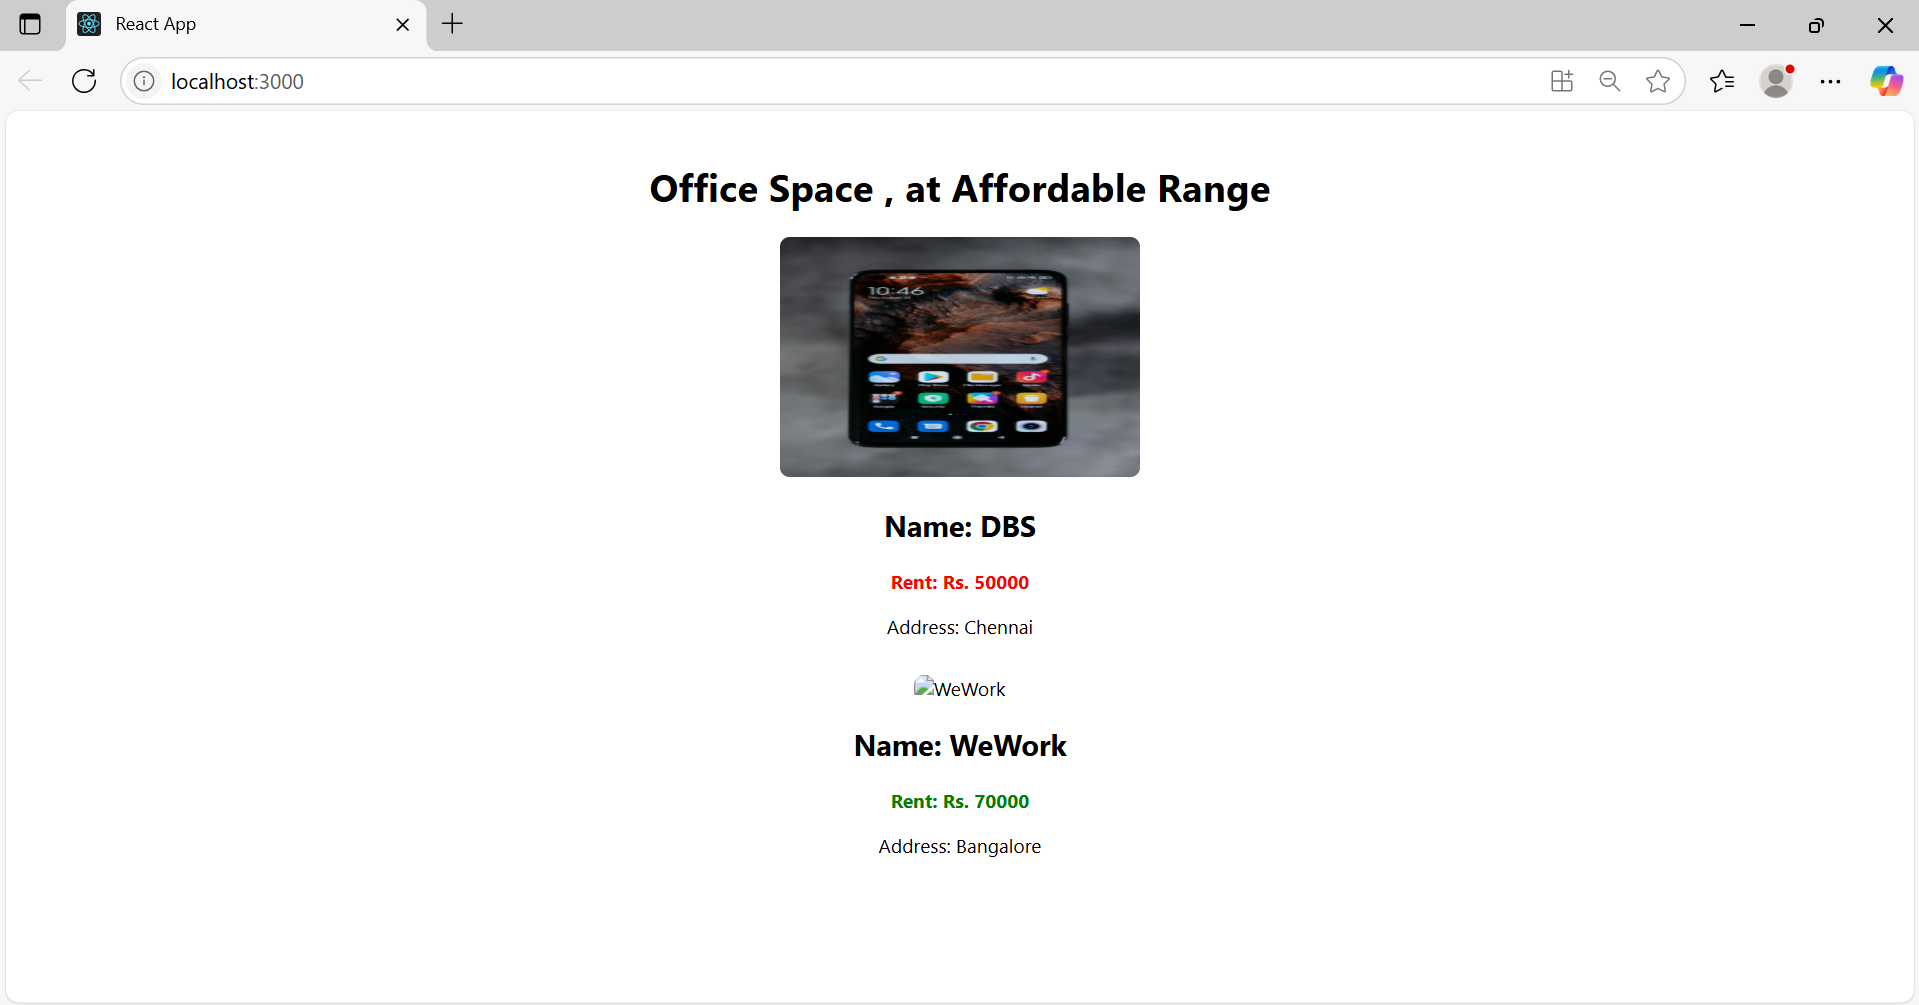 React App
localhost:3000
Office Space , at Affordable Range
10:46
Name: DBS
Rent: Rs. 50000
Address: Chennai
WeWork
Name: WeWork
Rent: Rs. 70000
Address: Bangalore